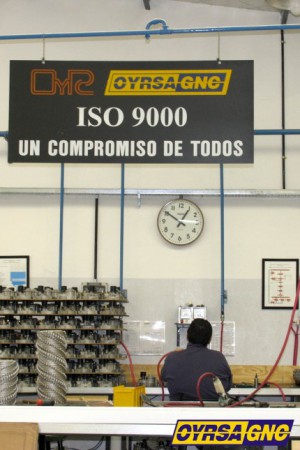 OMR OYRSA GNC
ISO 9000
UN COMPROMISO DE TODOS
OYRSA GNC